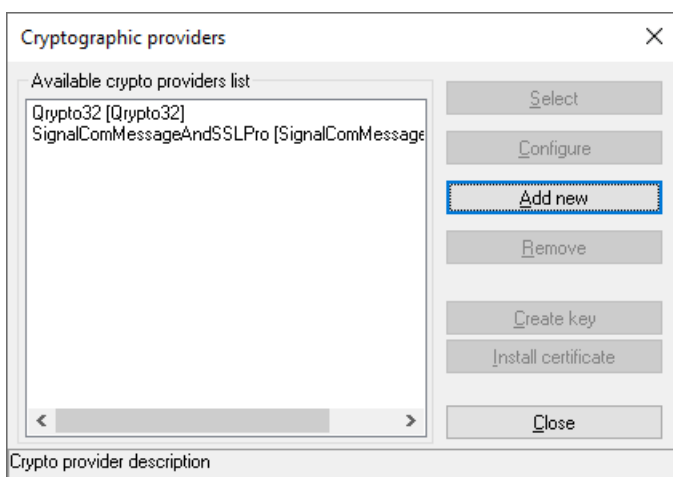 Cryptographic providers
Available crypto providers list
Qrypto32 [Qrypto32]
SignalComMessageAndSSLPro [SignalComMessage
Select
Configure
Add new
Remove
Create key
Install certificate
Close
Crypto provider description